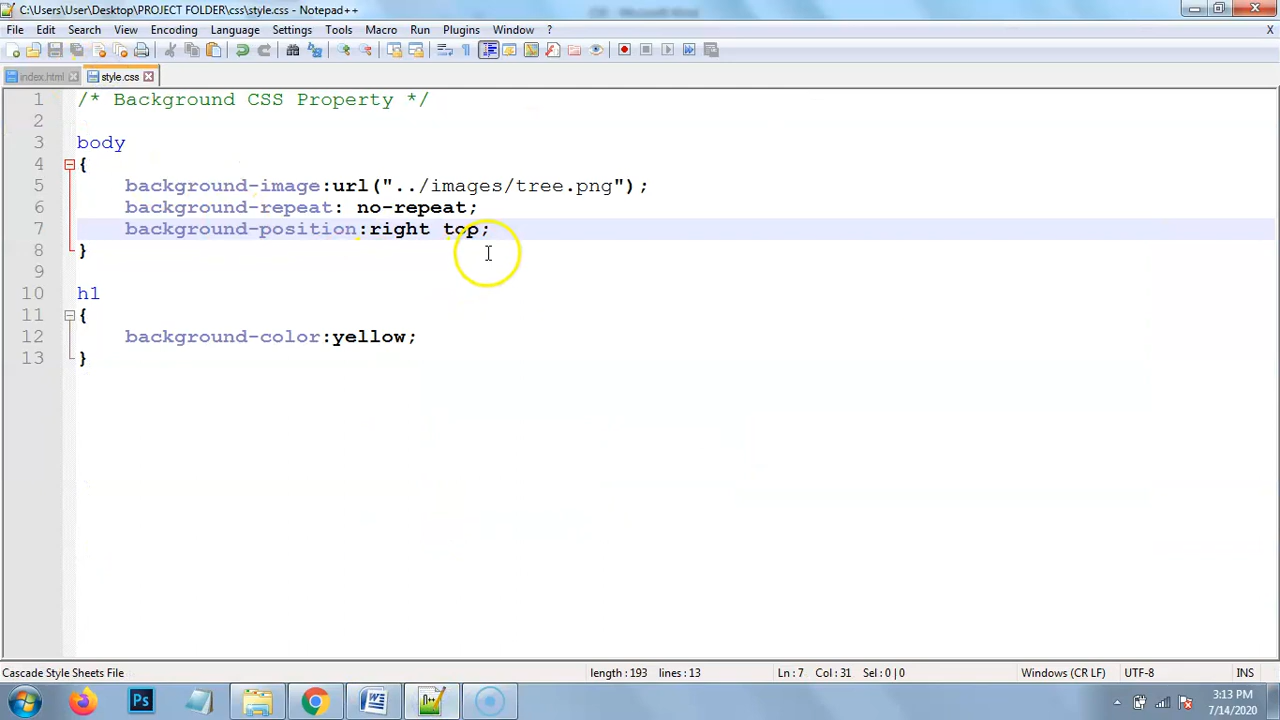 C:\Users\User\Desktop\PROJECT FOLDER\css\style.css - Notepad++
File Edit Search View Encoding Language Settings Tools Macro Run Plugins Window ? X
index.html style.css
1 /* Background CSS Property */
2
3 body
4 {
5 background-image:url("../images/tree.png");
6 background-repeat: no-repeat;
7 background-position:right top;
8 }
9
10 h1
11 {
12 background-color:yellow;
13 }
Cascade Style Sheets File length : 193 lines : 13 Ln : 7 Col : 31 Sel : 0 | 0 Windows (CR LF) UTF-8 INS
Ps W N++ 3:13 PM
7/14/2020